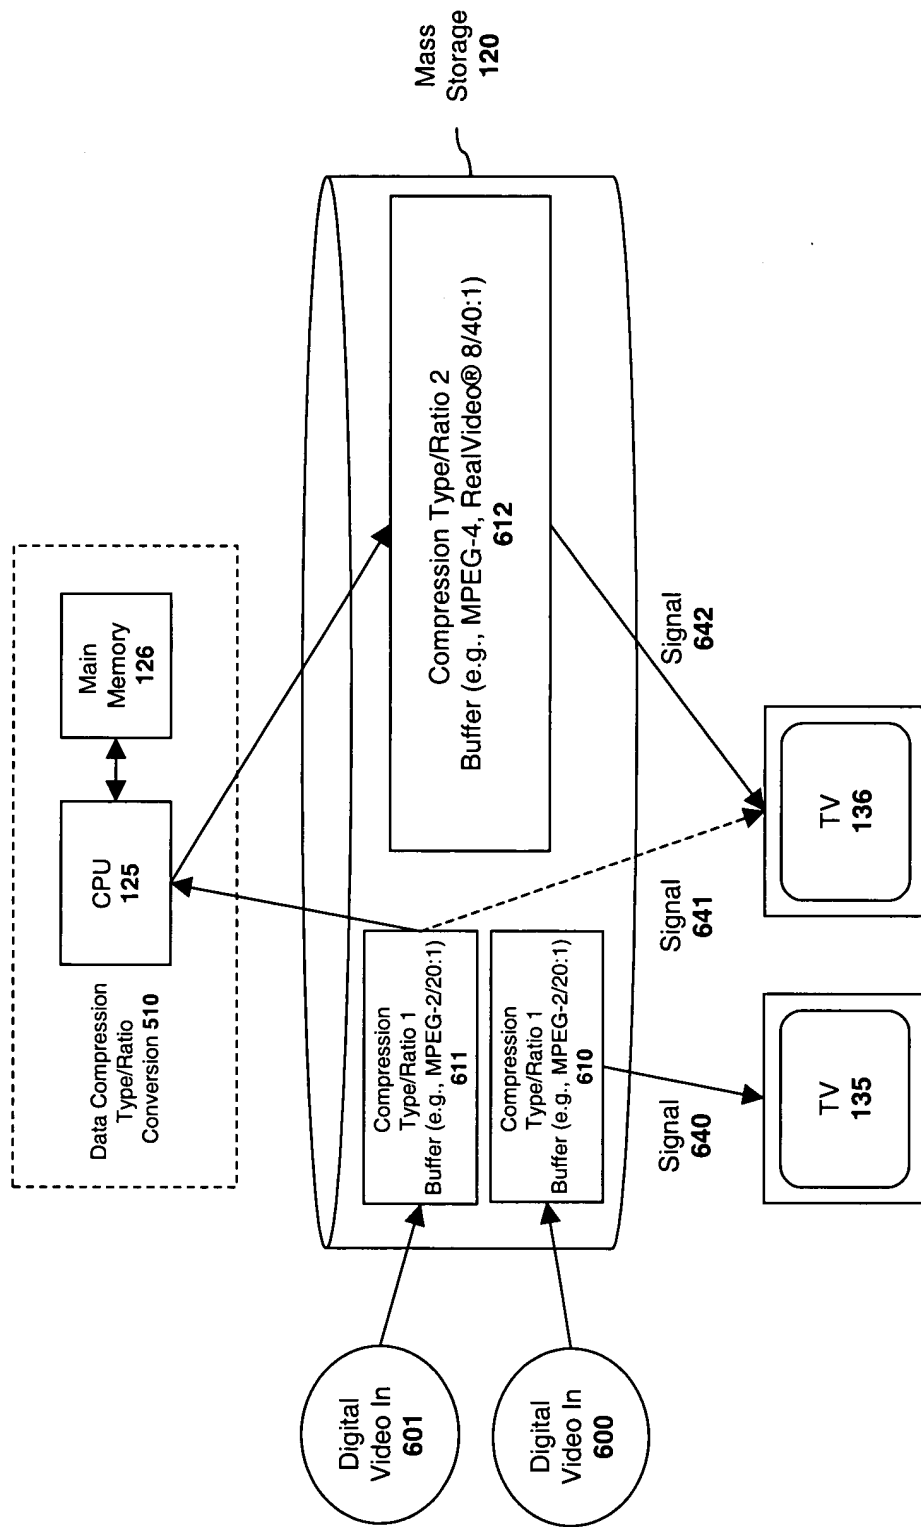 Data Compression
Type/Ratio
Conversion 510
CPU
125
Main
Memory
126
Mass
Storage
120
Digital
Video In
601
Digital
Video In
600
Compression
Type/Ratio 1
Buffer (e.g., MPEG-2/20:1)
611
Compression
Type/Ratio 1
Buffer (e.g., MPEG-2/20:1)
610
Compression Type/Ratio 2
Buffer (e.g., MPEG-4, RealVideo® 8/40:1)
612
Signal
640
Signal
641
Signal
642
TV
135
TV
136